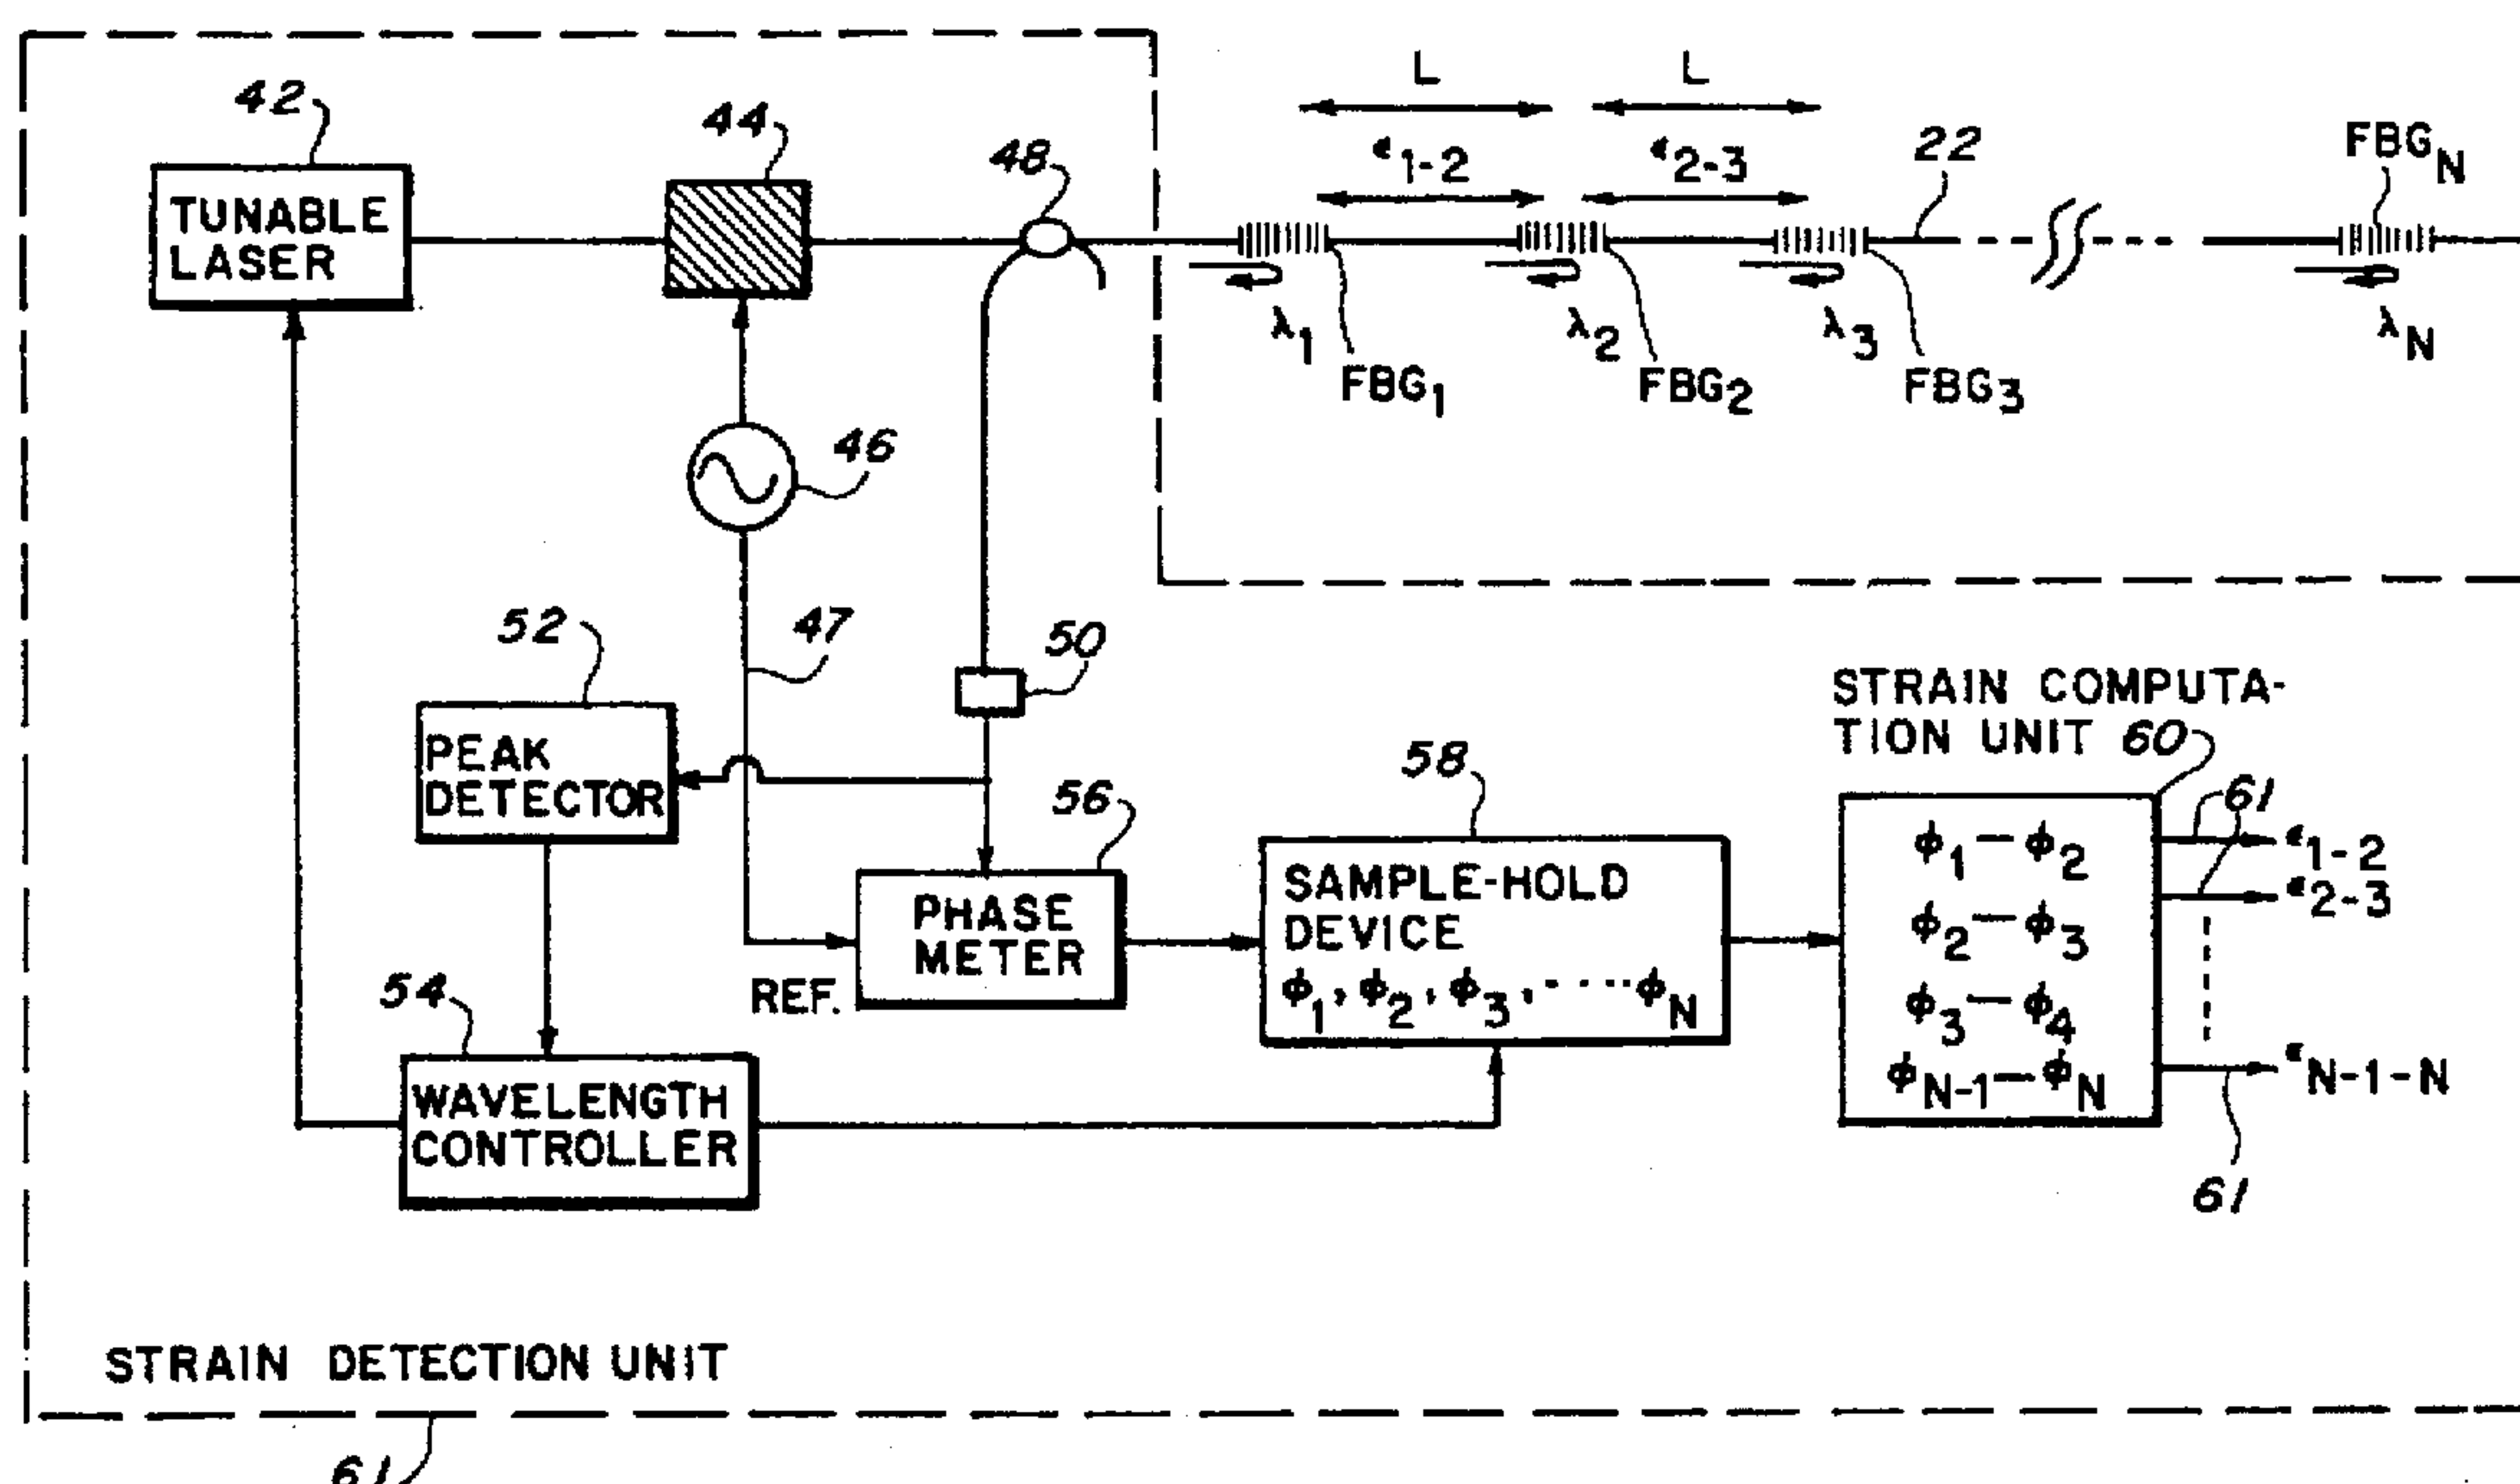 42
TUNABLE
LASER
44
48
L
L
ϵ1-2
ϵ2-3
22
FBGN
λ1
λ2
λ3
λN
FBG1
FBG2
FBG3
46
47
50
52
PEAK
DETECTOR
56
PHASE
METER
REF.
54
WAVELENGTH
CONTROLLER
58
SAMPLE-HOLD
DEVICE
ϕ1, ϕ2, ϕ3, ····ϕN
STRAIN COMPUTA-
TION UNIT 60
ϕ1—ϕ2
ϕ2—ϕ3
ϕ3—ϕ4
ϕN-1—ϕN
61
ϵ1-2
ϵ2-3
ϵN-1-N
61
STRAIN DETECTION UNIT
61